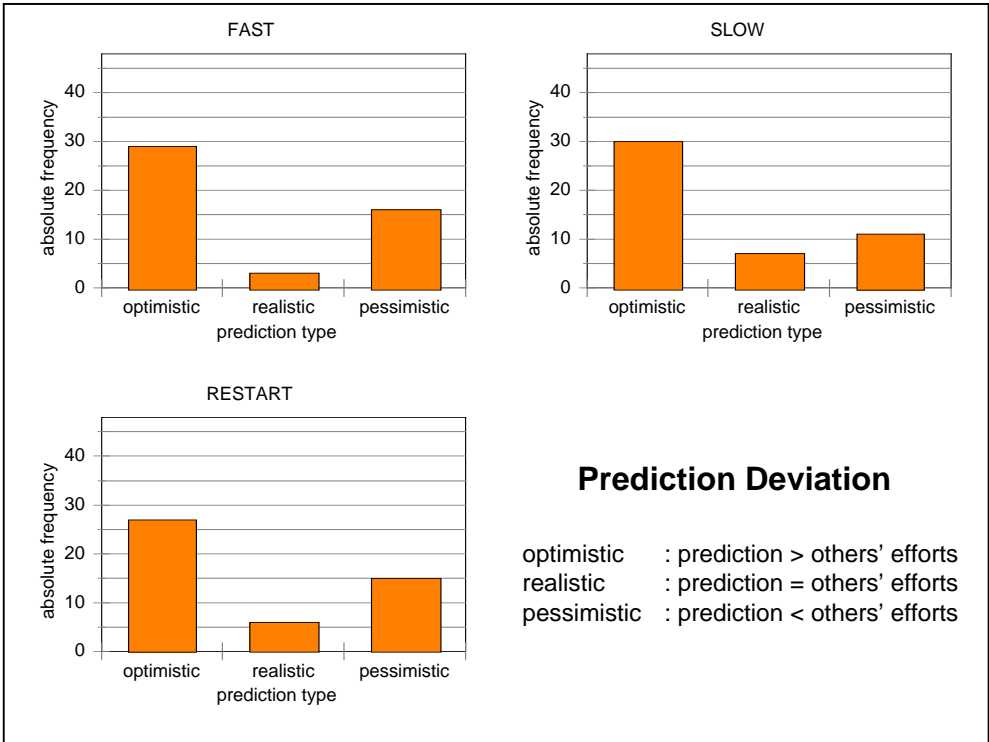 FAST
absolute frequency
40
30
20
10
0
optimistic realistic pessimistic
prediction type
SLOW
absolute frequency
40
30
20
10
0
optimistic realistic pessimistic
prediction type
RESTART
absolute frequency
40
30
20
10
0
optimistic realistic pessimistic
prediction type
Prediction Deviation
optimistic : prediction > others’ efforts
realistic : prediction = others’ efforts
pessimistic : prediction < others’ efforts